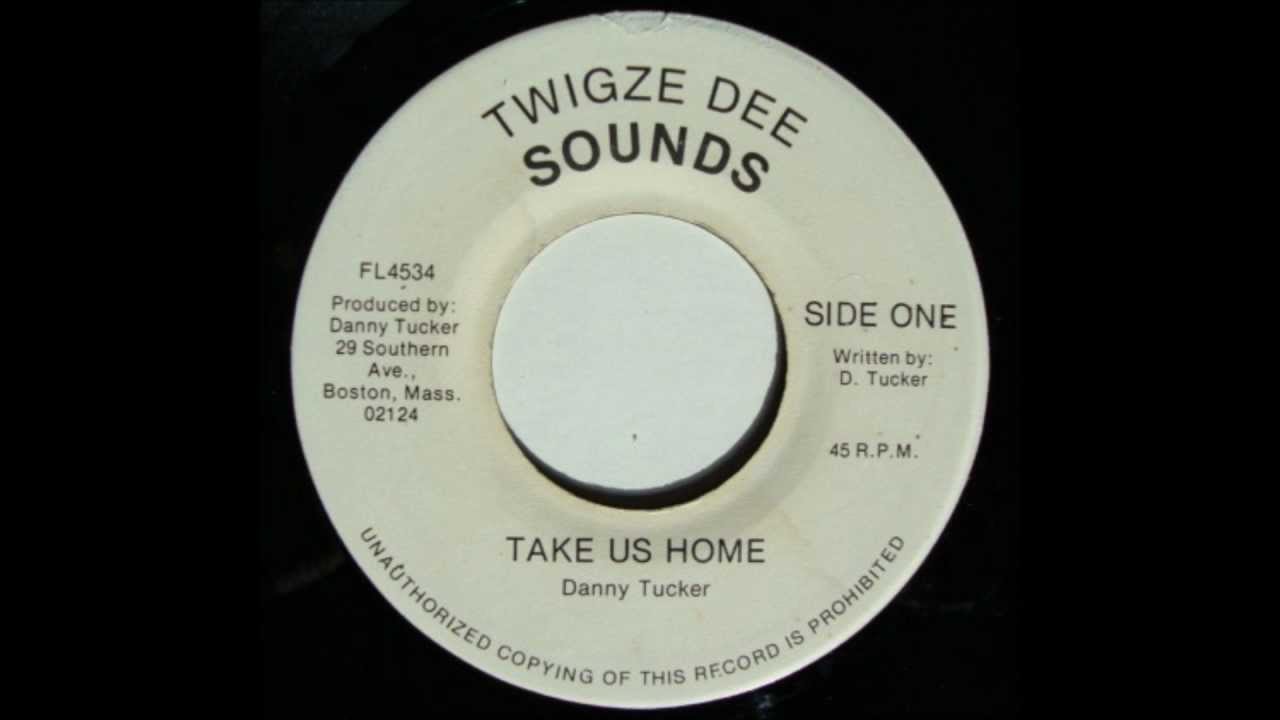 TWIGZE DEE
SOUNDS
FL4534
Produced by:
Danny Tucker
29 Southern
Ave.,
Boston, Mass.
02124
SIDE ONE
Written by:
D. Tucker
45 R.P.M.
TAKE US HOME
Danny Tucker
UNAUTHORIZED COPYING OF THIS RECORD IS PROHIBITED